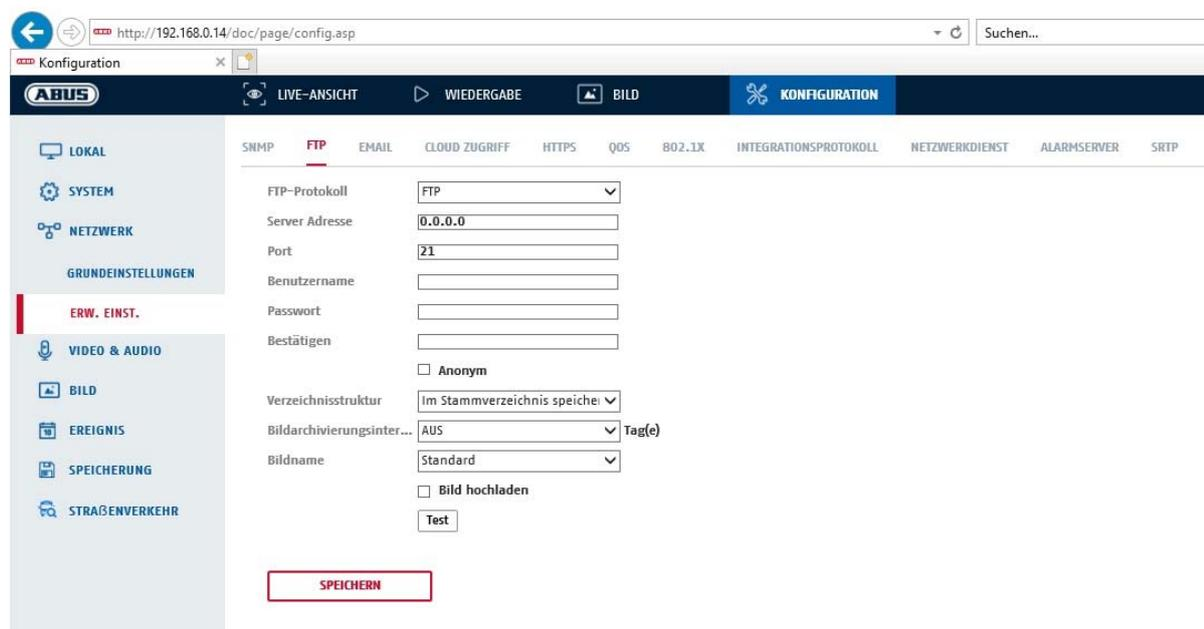 http://192.168.0.14/doc/page/config.asp
Suchen...
Konfiguration
ABUS
LIVE-ANSICHT
WIEDERGABE
BILD
KONFIGURATION
LOKAL
SYSTEM
NETZWERK
GRUNDEINSTELLUNGEN
ERW. EINST.
VIDEO & AUDIO
BILD
EREIGNIS
SPEICHERUNG
STRAßENVERKEHR
SNMP FTP EMAIL CLOUD ZUGRIFF HTTPS QOS 802.1X INTEGRATIONSPROTOKOLL NETZWERKDIENST ALARMSERVER SRTP
FTP-Protokoll FTP
Server Adresse 0.0.0.0
Port 21
Benutzername
Passwort
Bestätigen
Anonym
Verzeichnisstruktur Im Stammverzeichnis speicher
Bildarchivierungsinter... AUS Tag(e)
Bildname Standard
Bild hochladen
Test
SPEICHERN